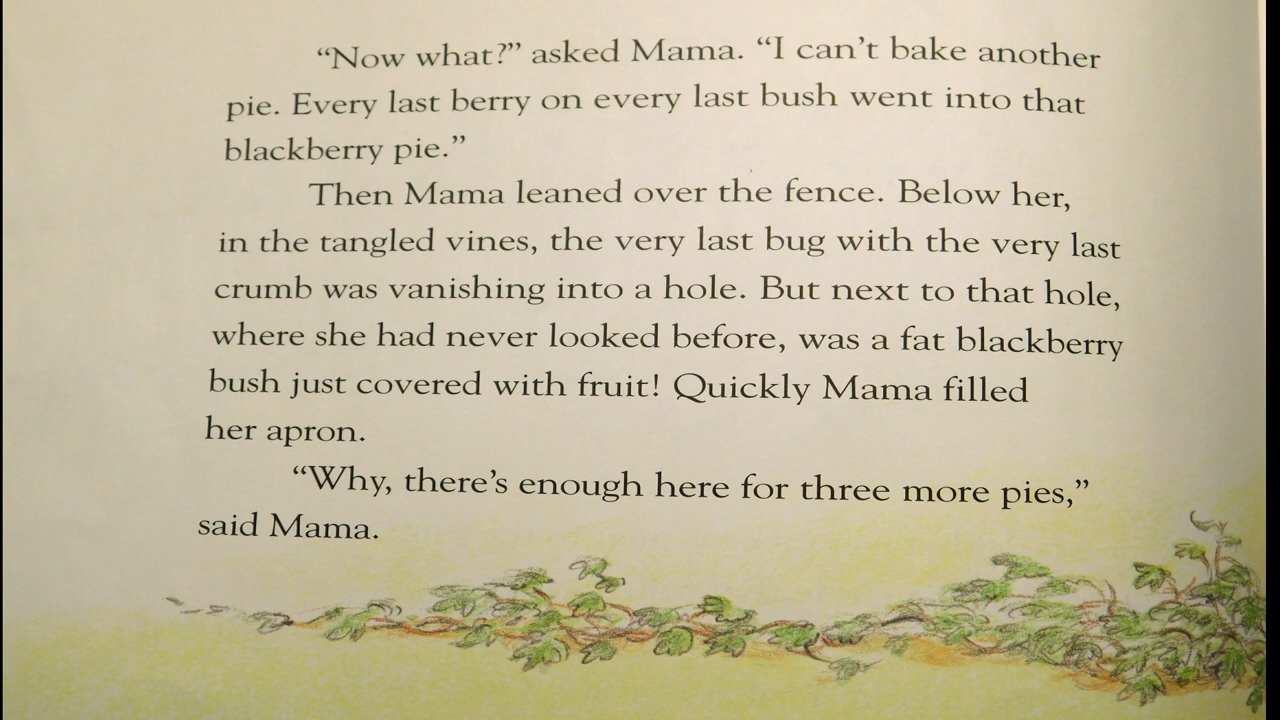 “Now what?” asked Mama. “I can’t bake another
pie. Every last berry on every last bush went into that
blackberry pie.”
Then Mama leaned over the fence. Below her,
in the tangled vines, the very last bug with the very last
crumb was vanishing into a hole. But next to that hole,
where she had never looked before, was a fat blackberry
bush just covered with fruit! Quickly Mama filled
her apron.
“Why, there’s enough here for three more pies,”
said Mama.